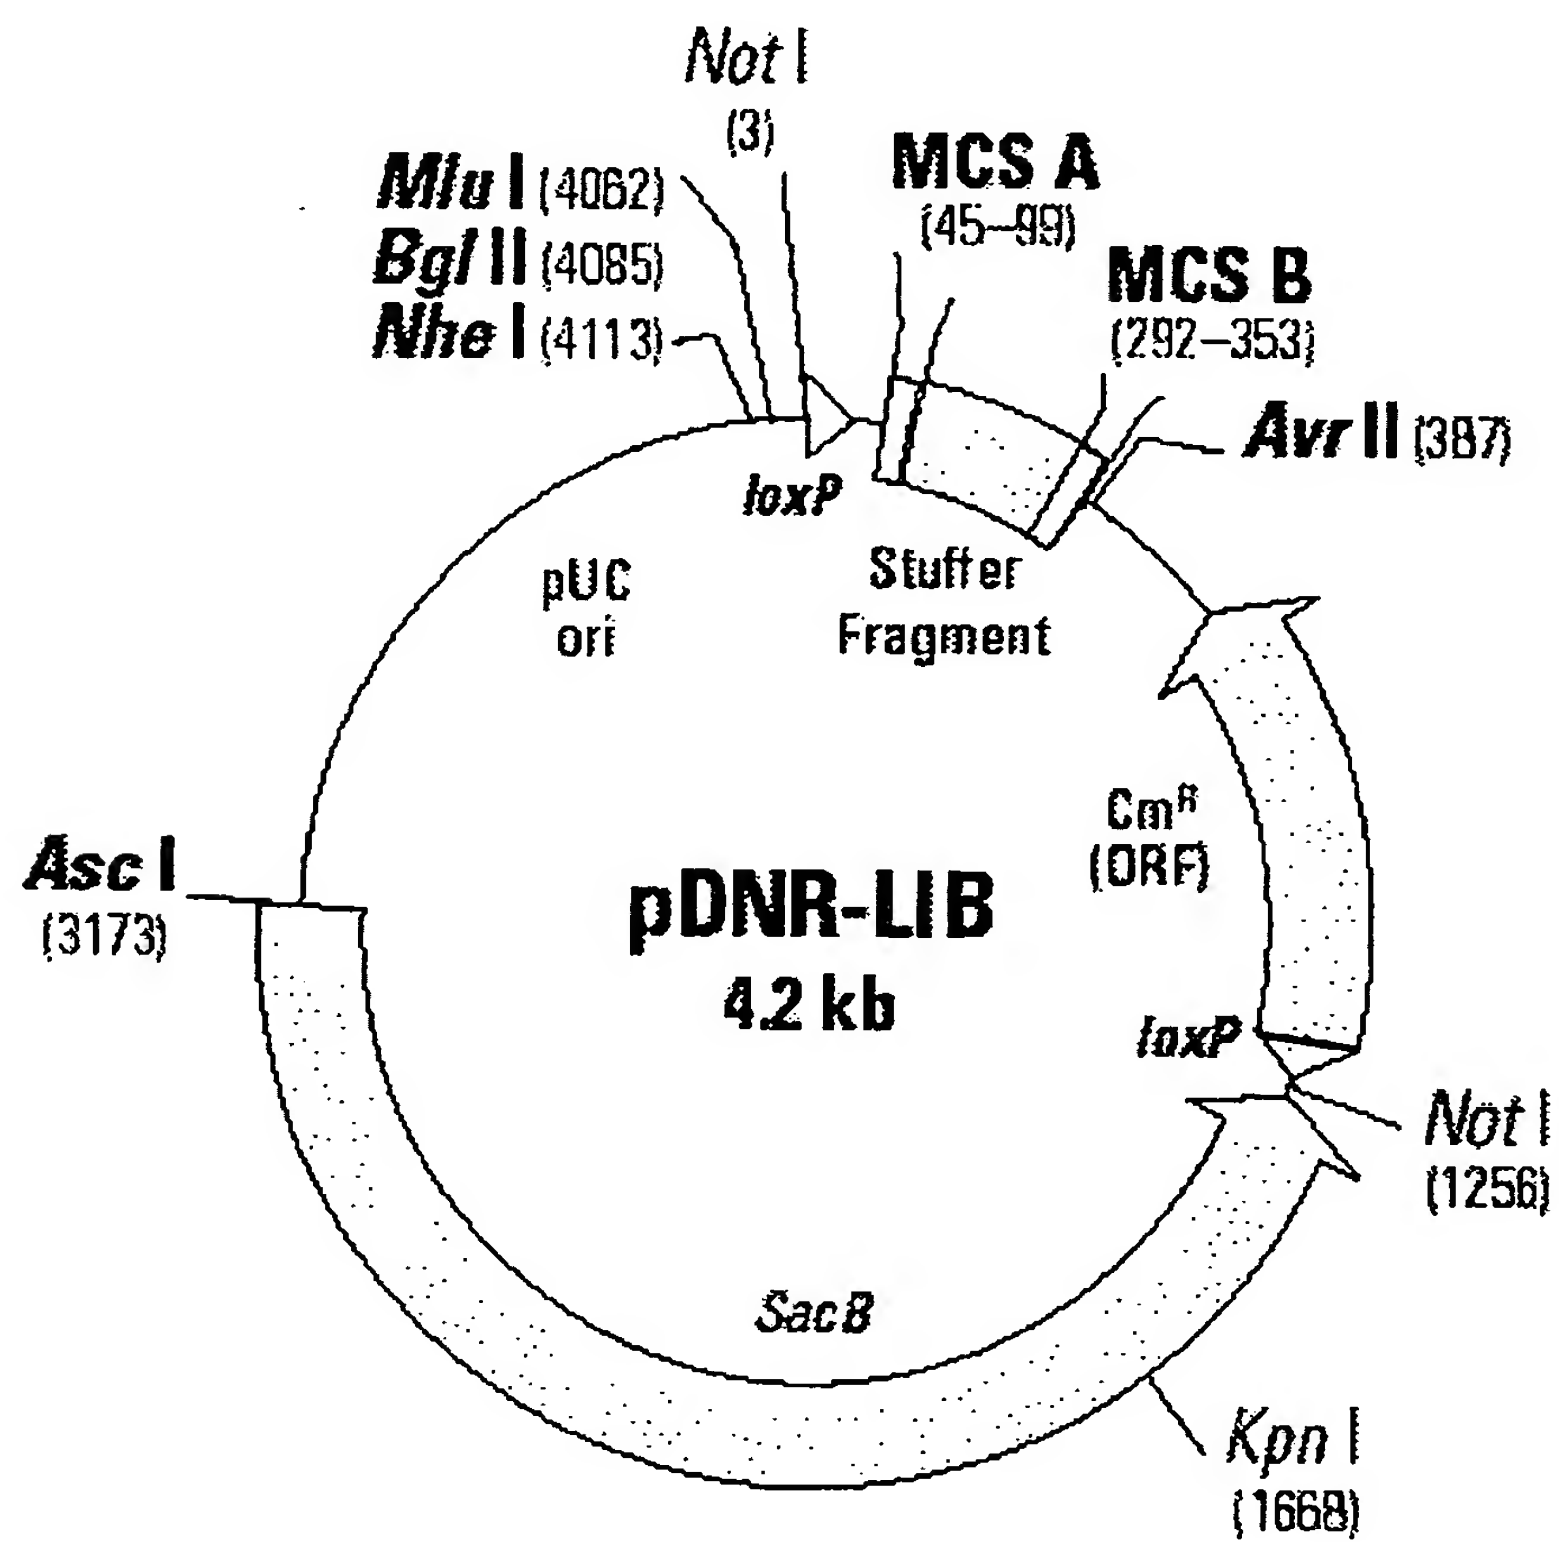 Not I
(3)
MCS A
(45–99)
Mlu I (4062)
Bgl II (4085)
Nhe I (4113)
MCS B
(292–353)
Avr II (387)
loxP
Stuffer
Fragment
pUC
ori
Cm^R
(ORF)
Asc I
(3173)
pDNR-LIB
4.2 kb
loxP
Not I
(1256)
SacB
Kpn I
(1668)